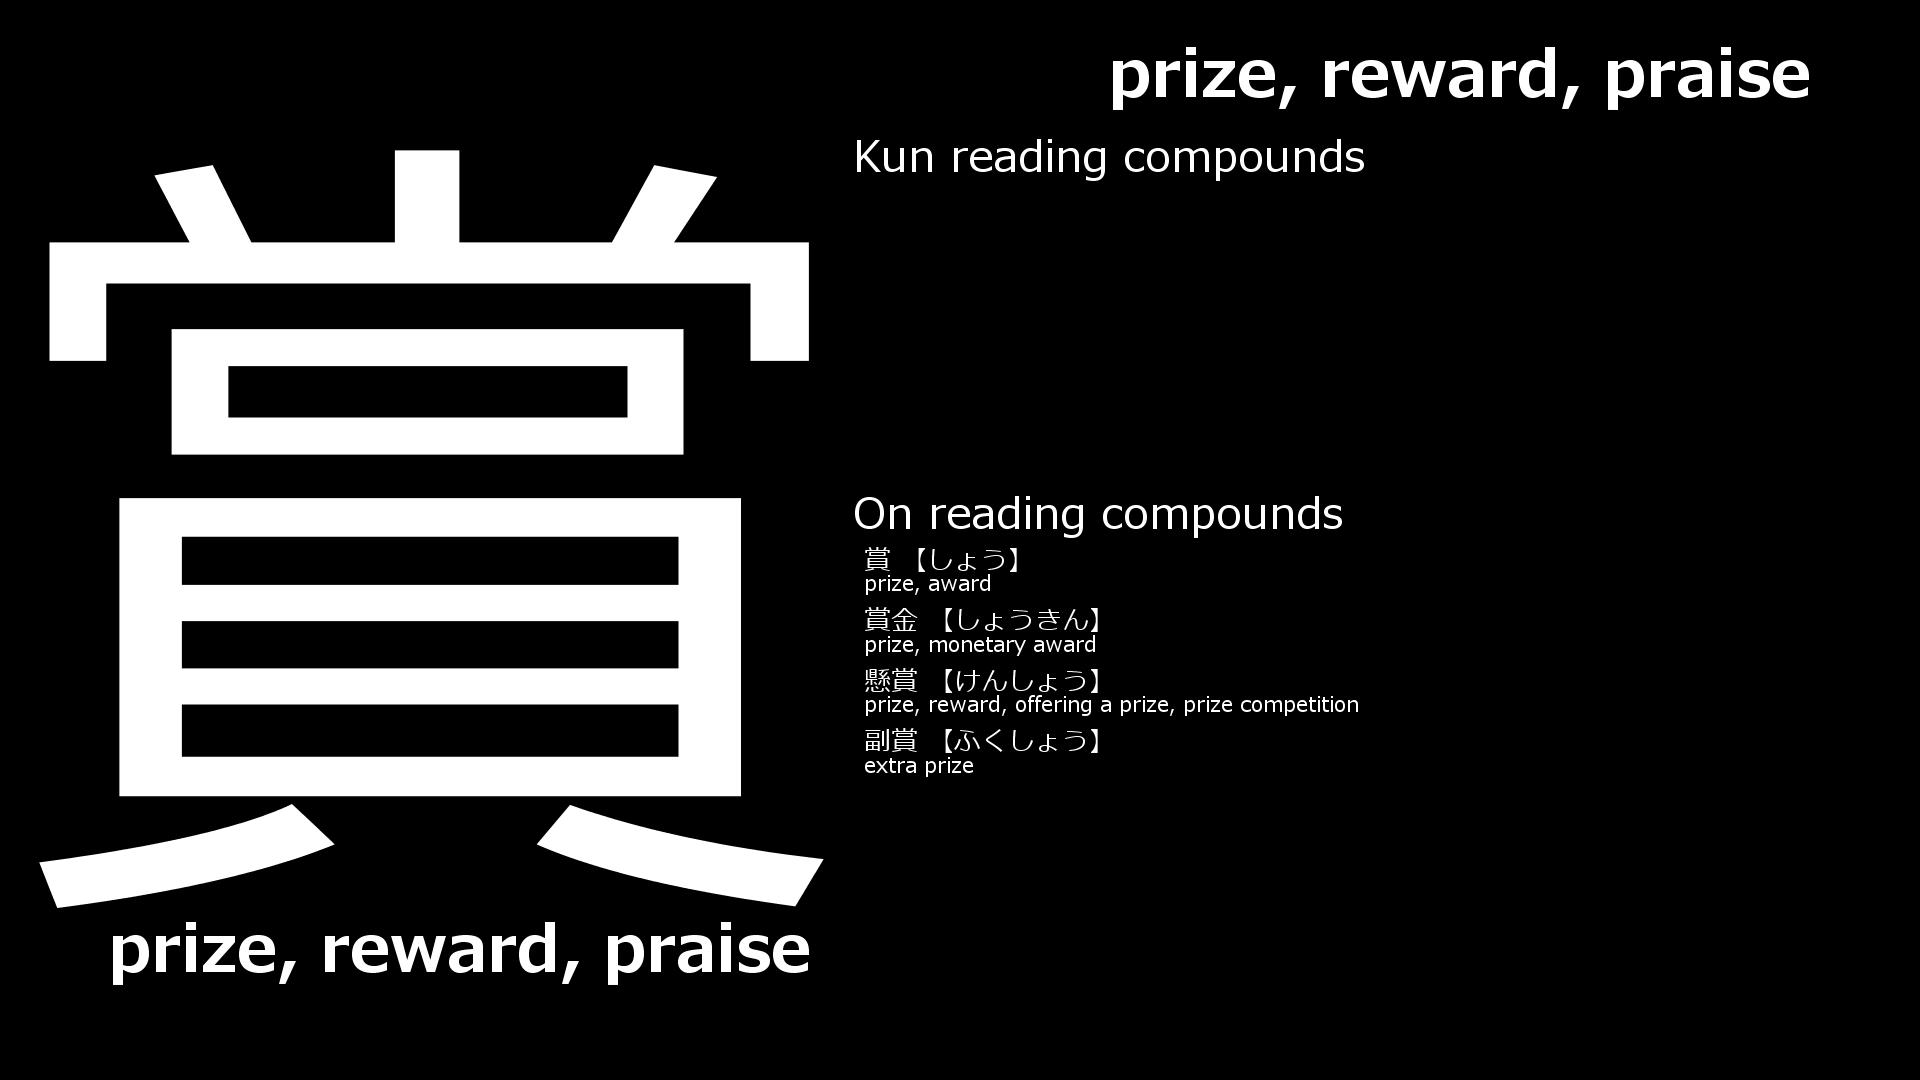 賞
prize, reward, praise
prize, reward, praise
Kun reading compounds
On reading compounds
賞 【しょう】
prize, award
賞金 【しょうきん】
prize, monetary award
懸賞 【けんしょう】
prize, reward, offering a prize, prize competition
副賞 【ふくしょう】
extra prize